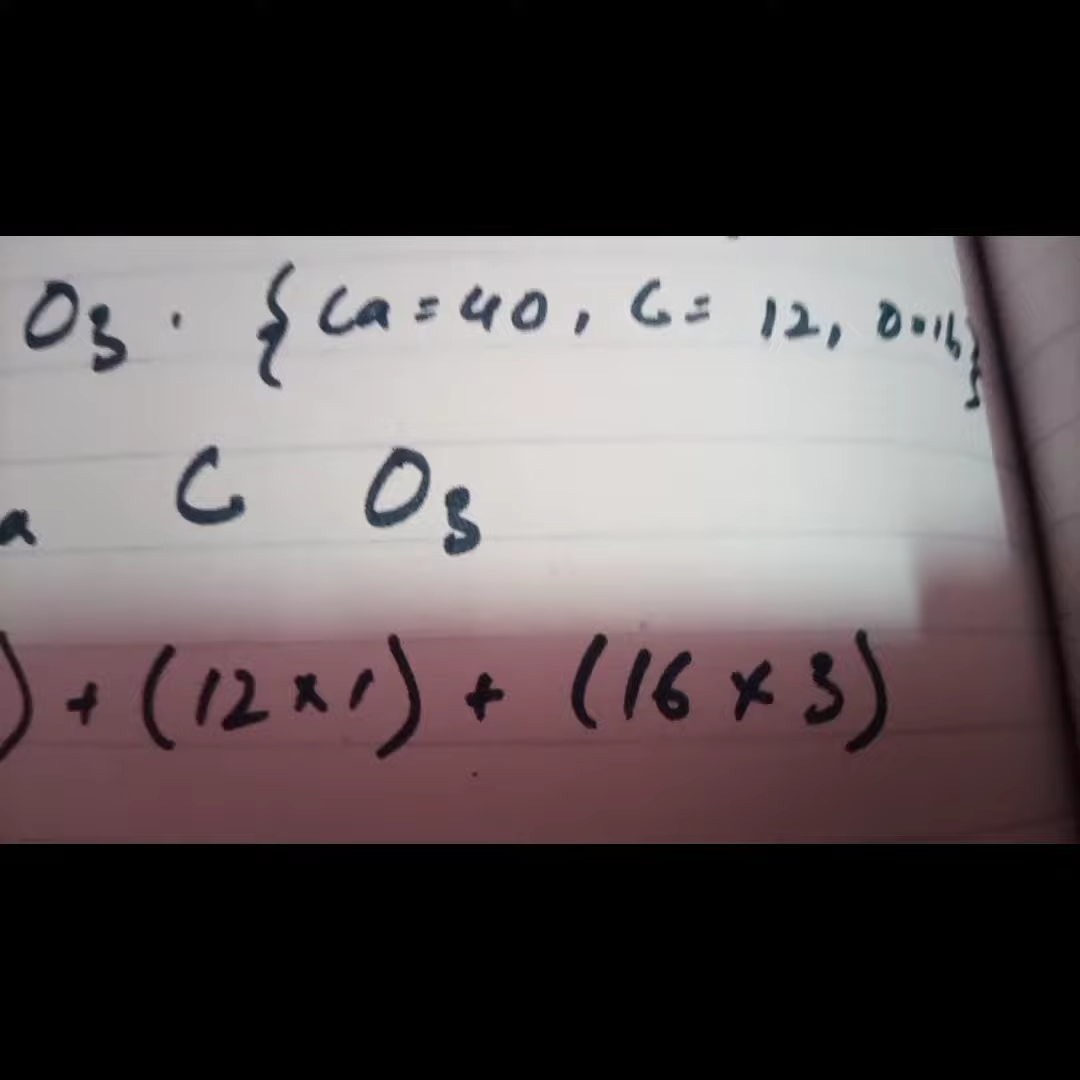 O₃ . { Ca = 40 , C = 12, O = 16 }
a C O₃
) + (12 × 1) + (16 × 3)